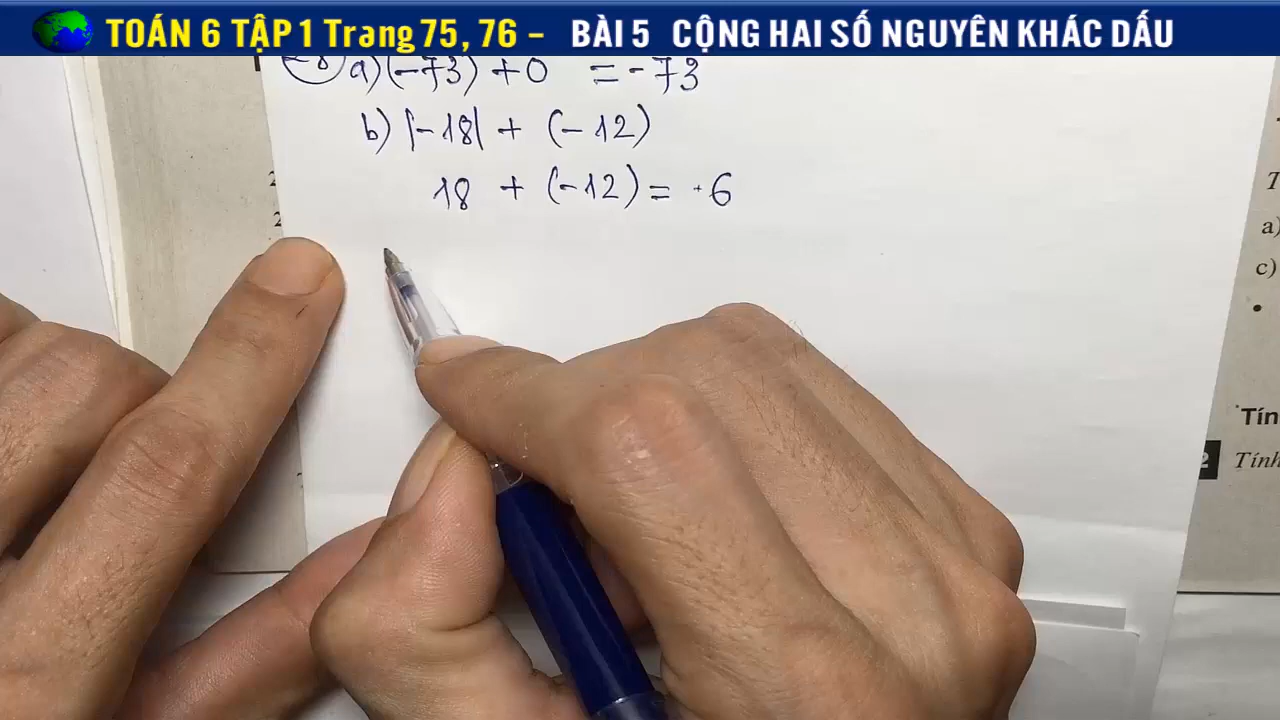 TOÁN 6 TẬP 1 Trang 75, 76 – BÀI 5 CỘNG HAI SỐ NGUYÊN KHÁC DẤU
a) (-73) + 0 = -73
b) |-18| + (-12)
18 + (-12) = +6
a)
c)
Tín
2 Tính